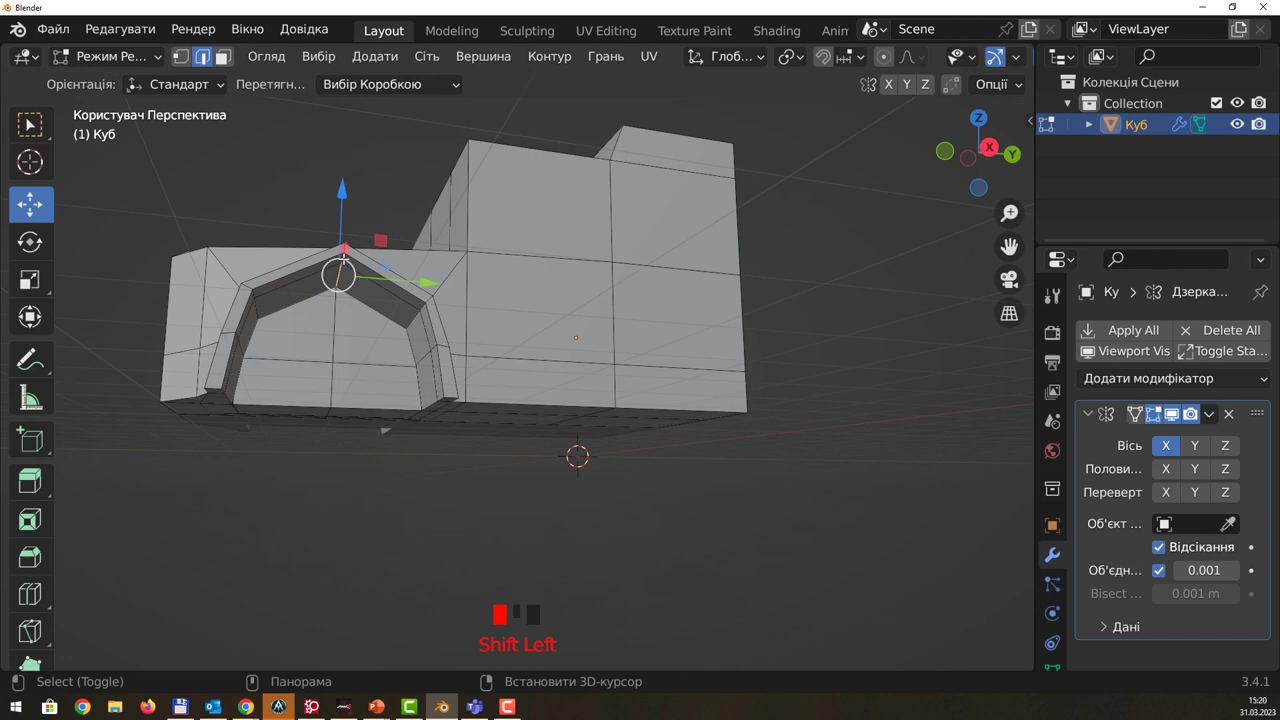 Blender
Файл Редагувати Рендер Вікно Довідка Layout Modeling Sculpting UV Editing Texture Paint Shading Anin Scene ViewLayer
Режим Ре... Огляд Вибір Додати Сіть Вершина Контур Грань UV Глоб...
Орієнтація: Стандарт Перетягн... Вибір Коробкою X Y Z Опції
Колекція Сцени
Collection
Куб
Користувач Перспектива
(1) Куб
Z
X
Y
Ку Дзерка...
Apply All Delete All
Viewport Vis Toggle Sta...
Додати модифікатор
Вісь X Y Z
Полови... X Y Z
Переверт X Y Z
Об'єкт ...
Відсікання
Об'єдн... 0.001
Bisect ... 0.001 m
Дані
Shift Left
Select (Toggle) Панорама Встановити 3D-курсор 3.4.1
15:20
31.03.2023